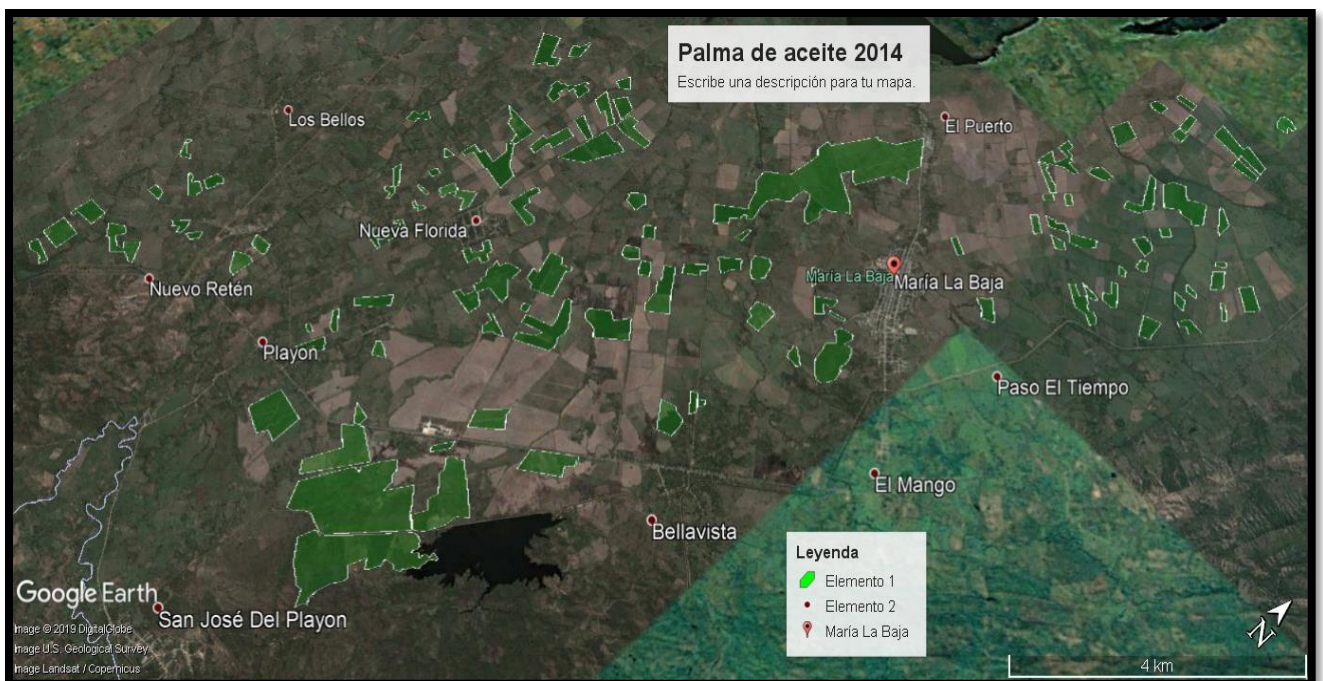 Palma de aceite 2014
Escribe una descripción para tu mapa.
Los Bellos
El Puerto
Nueva Florida
María La Baja
María La Baja
Nuevo Retén
Playon
Paso El Tiempo
El Mango
Bellavista
Leyenda
Elemento 1
Elemento 2
María La Baja
Google Earth
San José Del Playon
Image © 2019 DigitalGlobe
Image U.S. Geological Survey
Image Landsat / Copernicus
N
4 km